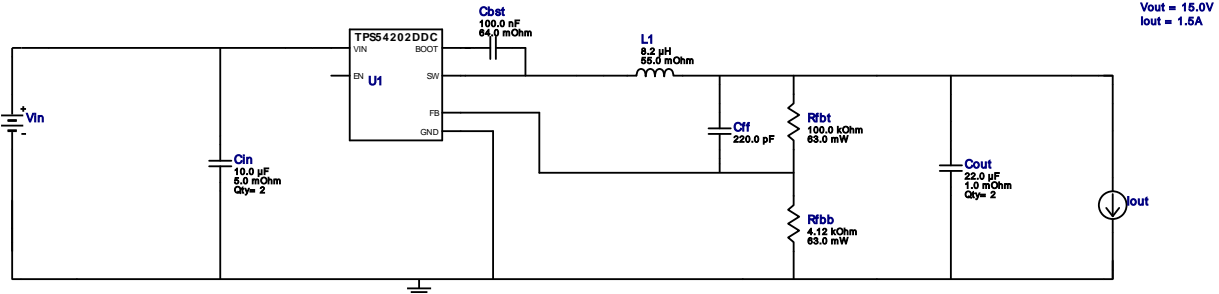 Vout = 15.0V
Iout = 1.5A
Cbst
100.0 nF
64.0 mOhm
TPS54202DDC
VIN
BOOT
EN
U1
SW
FB
GND
L1
8.2 µH
55.0 mOhm
+
Vin
-
Cin
10.0 µF
5.0 mOhm
Qty= 2
Cff
220.0 pF
Rfbt
100.0 kOhm
63.0 mW
Rfbb
4.12 kOhm
63.0 mW
Cout
22.0 µF
1.0 mOhm
Qty= 2
Iout